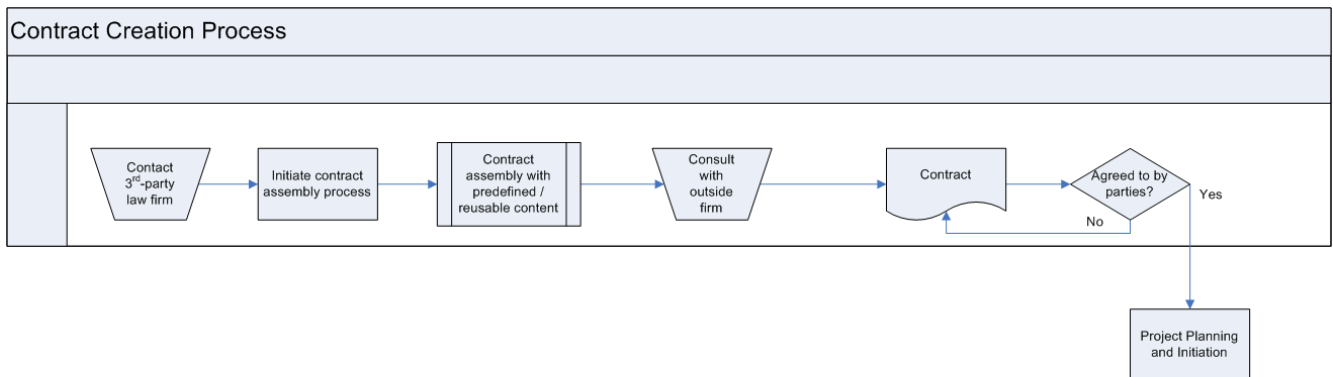 Contract Creation Process
Contact
3rd-party
law firm
Initiate contract
assembly process
Contract
assembly with
predefined /
reusable content
Consult
with
outside
firm
Contract
Agreed to by
parties?
Yes
No
Project Planning
and Initiation